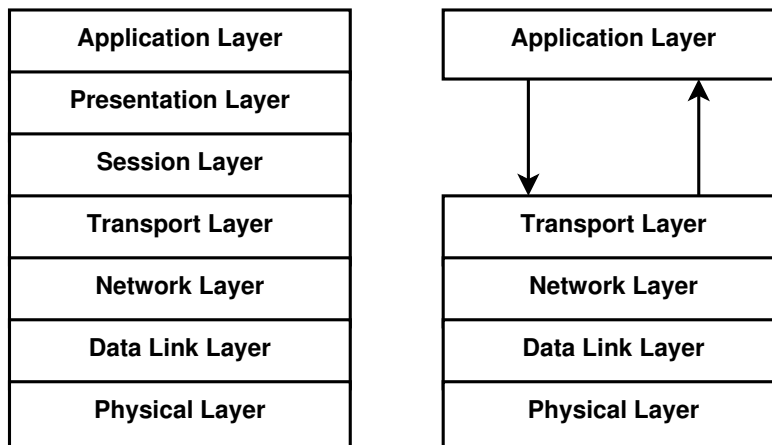 Application Layer
Presentation Layer
Session Layer
Transport Layer
Network Layer
Data Link Layer
Physical Layer
Application Layer
Transport Layer
Network Layer
Data Link Layer
Physical Layer